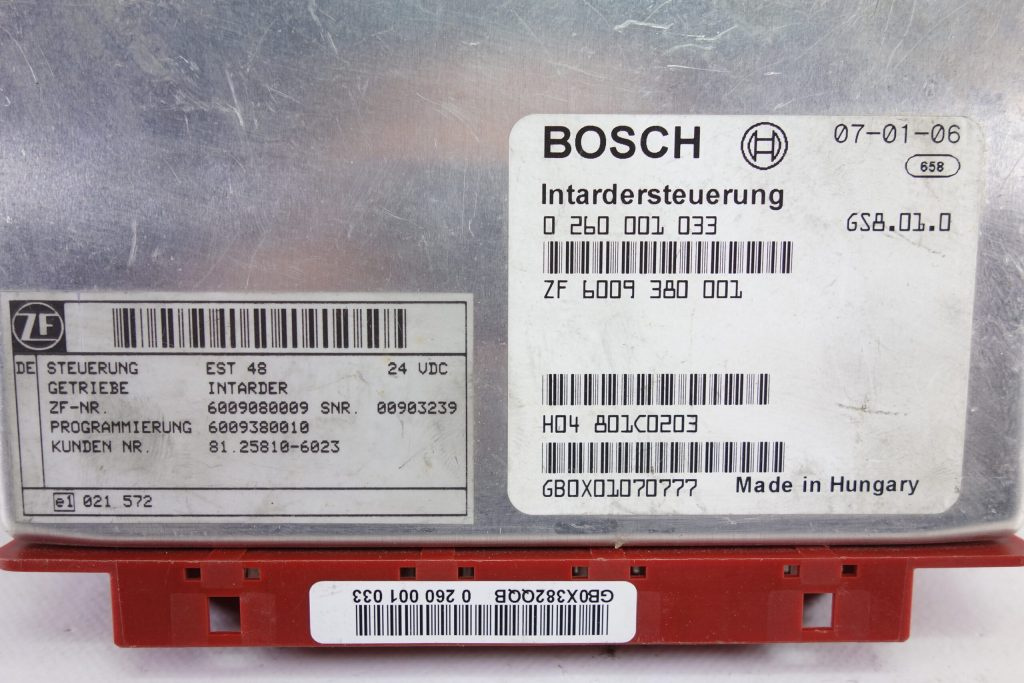 BOSCH 07-01-06
658
Intardersteuerung
0 260 001 033 GS8.01.0
ZF 6009 380 001
H04 801C0203
GB0X01070777 Made in Hungary
ZF
DE STEUERUNG EST 48 24 VDC
GETRIEBE INTARDER
ZF-NR. 6009080009 SNR. 00903239
PROGRAMMIERUNG 6009380010
KUNDEN NR. 81.25810-6023
e1 021 572
GB0X382QQB 0 260 001 033